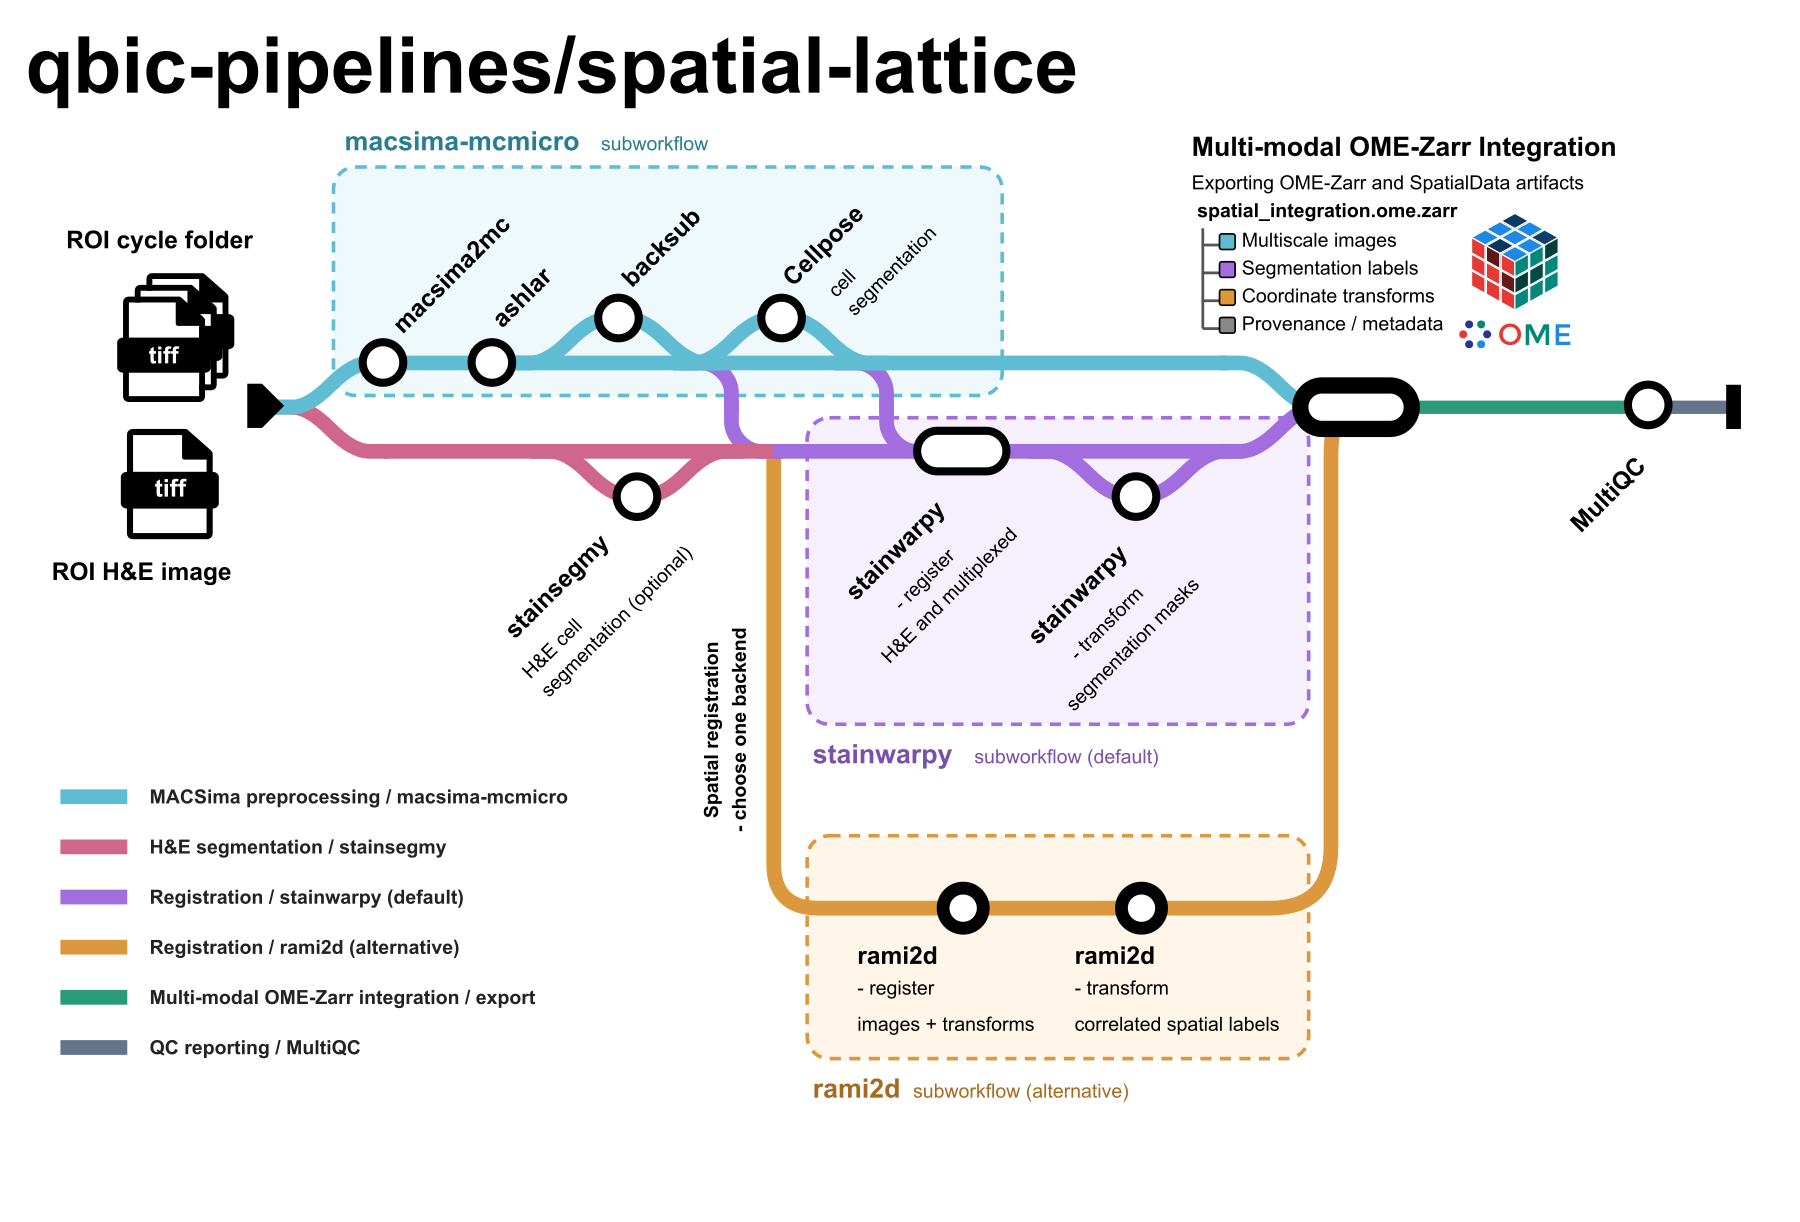 qbic-pipelines/spatial-lattice
macsima-mcmicro subworkflow
Multi-modal OME-Zarr Integration
Exporting OME-Zarr and SpatialData artifacts
spatial_integration.ome.zarr
Multiscale images
Segmentation labels
Coordinate transforms
Provenance / metadata
OME
ROI cycle folder
tiff
tiff
ROI H&E image
macsima2mc
ashlar
backsub
Cellpose
cell
segmentation
stainsegmy
H&E cell
segmentation (optional)
stainwarpy
- register
H&E and multiplexed
stainwarpy
- transform
segmentation masks
MultiQC
Spatial registration
- choose one backend
stainwarpy subworkflow (default)
MACSima preprocessing / macsima-mcmicro
H&E segmentation / stainsegmy
Registration / stainwarpy (default)
Registration / rami2d (alternative)
Multi-modal OME-Zarr integration / export
QC reporting / MultiQC
rami2d
- register
images + transforms
rami2d
- transform
correlated spatial labels
rami2d subworkflow (alternative)